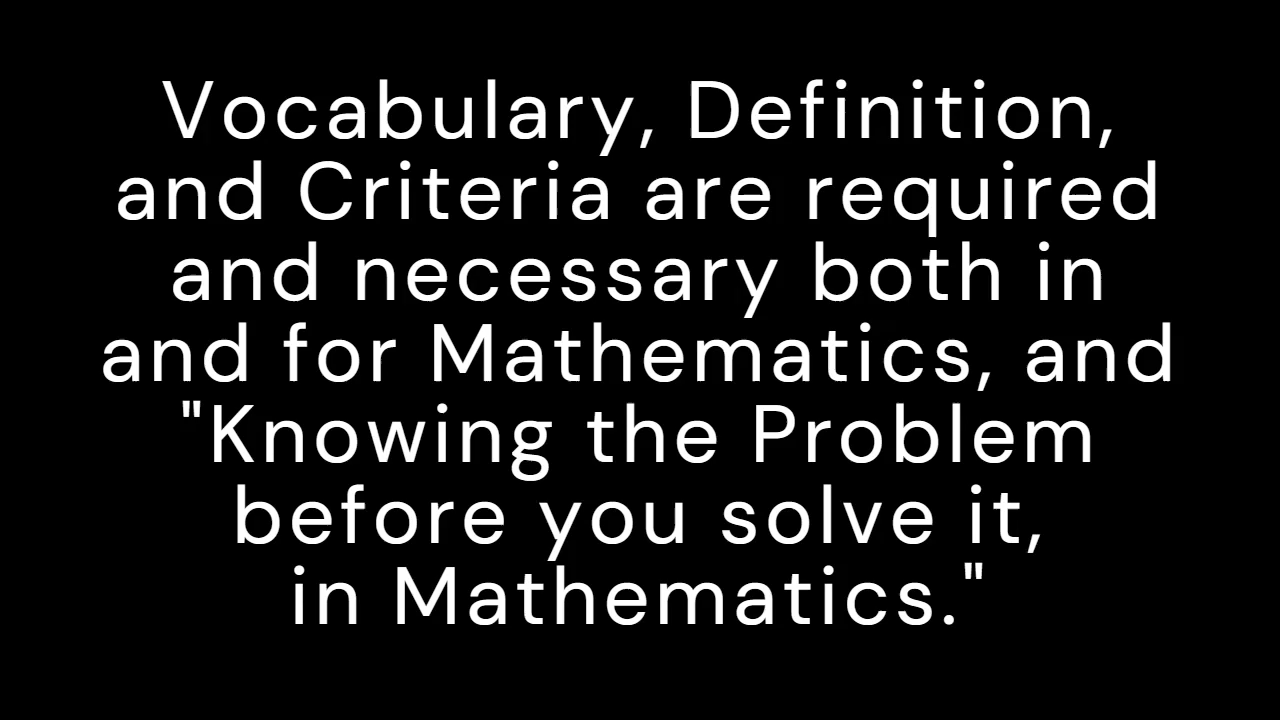 Vocabulary, Definition,
and Criteria are required
and necessary both in
and for Mathematics, and
"Knowing the Problem
before you solve it,
in Mathematics."